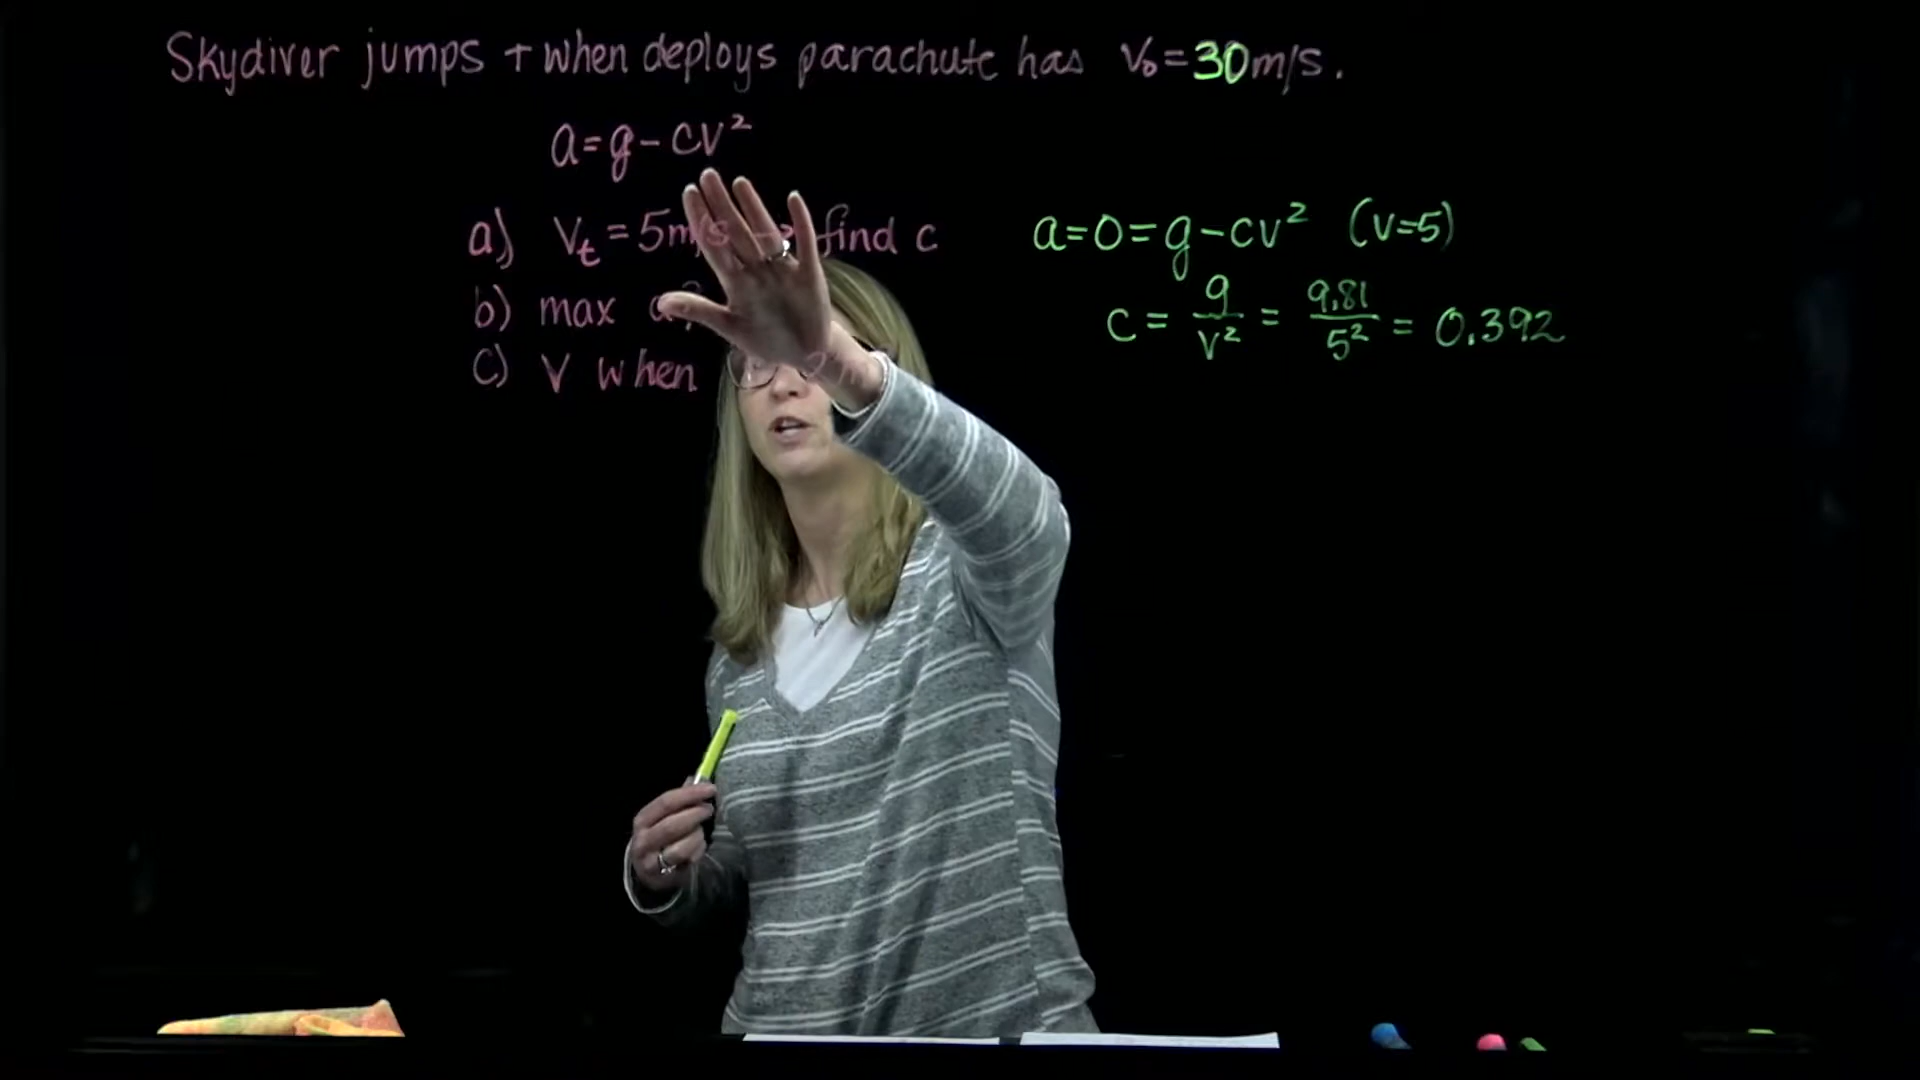 Skydiver jumps + when deploys parachute has V₀ = 30 m/s.
a = g - cv²
a) Vt = 5m/s → find c
b) max a?
c) V when
a = 0 = g - cv² (v=5)
c = g/v² = 9.81/5² = 0.392